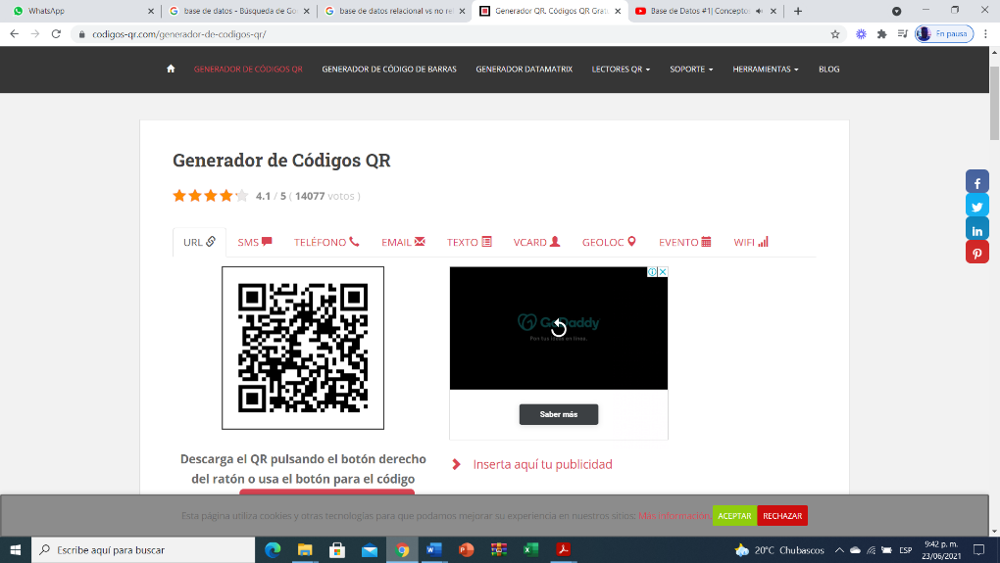 WhatsApp
base de datos - Búsqueda de Go
base de datos relacional vs no re
Generador QR. Códigos QR Grat
Base de Datos #1| Conceptos
codigos-qr.com/generador-de-codigos-qr/
En pausa
GENERADOR DE CÓDIGOS QR
GENERADOR DE CÓDIGO DE BARRAS
GENERADOR DATAMATRIX
LECTORES QR
SOPORTE
HERRAMIENTAS
BLOG
Generador de Códigos QR
4.1 / 5 ( 14077 votos )
URL
SMS
TELÉFONO
EMAIL
TEXTO
VCARD
GEOLOC
EVENTO
WIFI
GoDaddy
Pon tus ideas en línea.
Saber más
Descarga el QR pulsando el botón derecho
del ratón o usa el botón para el código
Inserta aquí tu publicidad
Esta página utiliza cookies y otras tecnologías para que podamos mejorar su experiencia en nuestros sitios: Más información.
ACEPTAR
RECHAZAR
Escribe aquí para buscar
20°C Chubascos
ESP
9:42 p. m.
23/06/2021